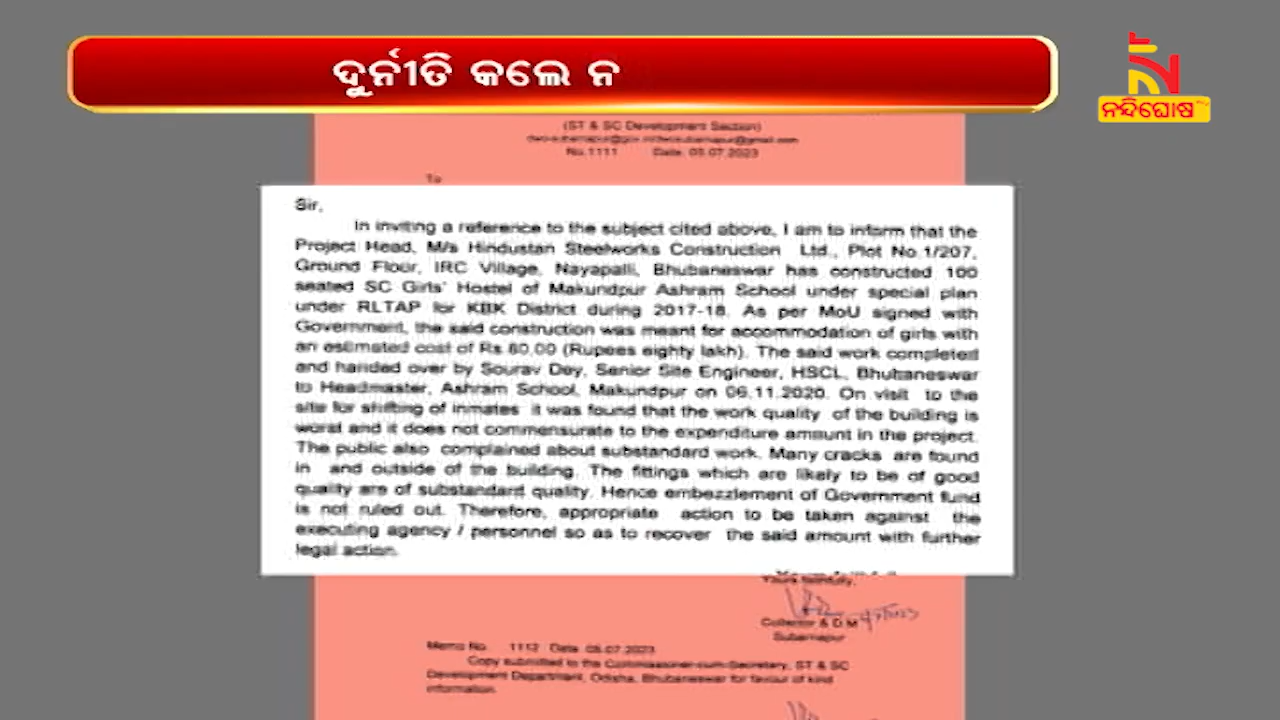 ଦୁର୍ନୀତି କଲେ ନ
ନନ୍ଦିଘୋଷ
(ST & SC Development Section)
No.1111 Date. 05.07.2023
To
Sir,
In inviting a reference to the subject cited above, I am to inform that the
Project Head, M/s Hindustan Steelworks Construction Ltd., Plot No.1/207,
Ground Floor, IRC Village, Nayapalli, Bhubaneswar has constructed 100
seated SC Girls' Hostel of Makundpur Ashram School under special plan
under RLTAP for KBK District during 2017-18. As per MoU signed with
Government, the said construction was meant for accommodation of girls with
an estimated cost of Rs.80.00 (Rupees eighty lakh). The said work completed
and handed over by Sourav Dey, Senior Site Engineer, HSCL, Bhubaneswar
to Headmaster, Ashram School, Makundpur on 06.11.2020. On visit to the
site for shifting of inmates it was found that the work quality of the building is
worst and it does not commensurate to the expenditure amount in the project.
The public also complained about substandard work. Many cracks are found
in and outside of the building. The fittings which are likely to be of good
quality are of substandard quality. Hence embezzlement of Government fund
is not ruled out. Therefore, appropriate action to be taken against the
executing agency / personnel so as to recover the said amount with further
legal action.
Yours faithfully,
Collector & D.M
Subarnapur
Memo No. 1112 Date 05.07.2023
Copy submitted to the Commissioner-cum-Secretary, ST & SC
Development Department, Odisha, Bhubaneswar for favour of kind
information.